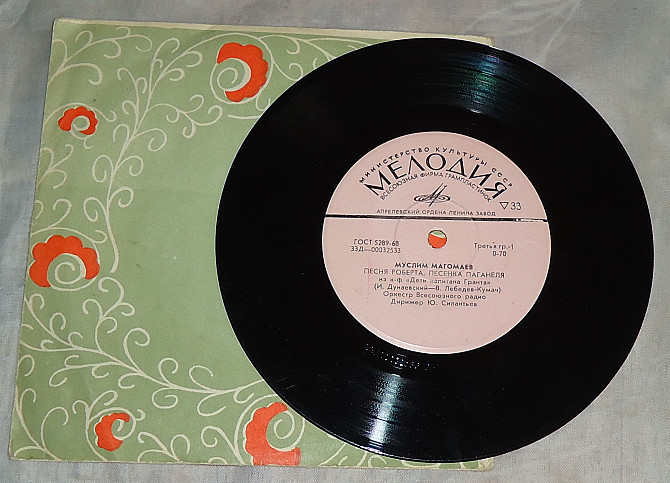 МИНИСТЕРСТВО КУЛЬТУРЫ СССР
МЕЛОДИЯ
ВСЕСОЮЗНАЯ ФИРМА ГРАМПЛАСТИНОК
▽33
АПРЕЛЕВСКИЙ ОРДЕНА ЛЕНИНА ЗАВОД
ГОСТ 5289-68
Третья гр.-1
33Д—00032533
0-70
МУСЛИМ МАГОМАЕВ
ПЕСНЯ РОБЕРТА, ПЕСЕНКА ПАГАНЕЛЯ
из к-ф «Дети капитана Гранта»
(И. Дунаевский—В. Лебедев-Кумач)
Оркестр Всесоюзного радио
Дирижер Ю. Силантьев